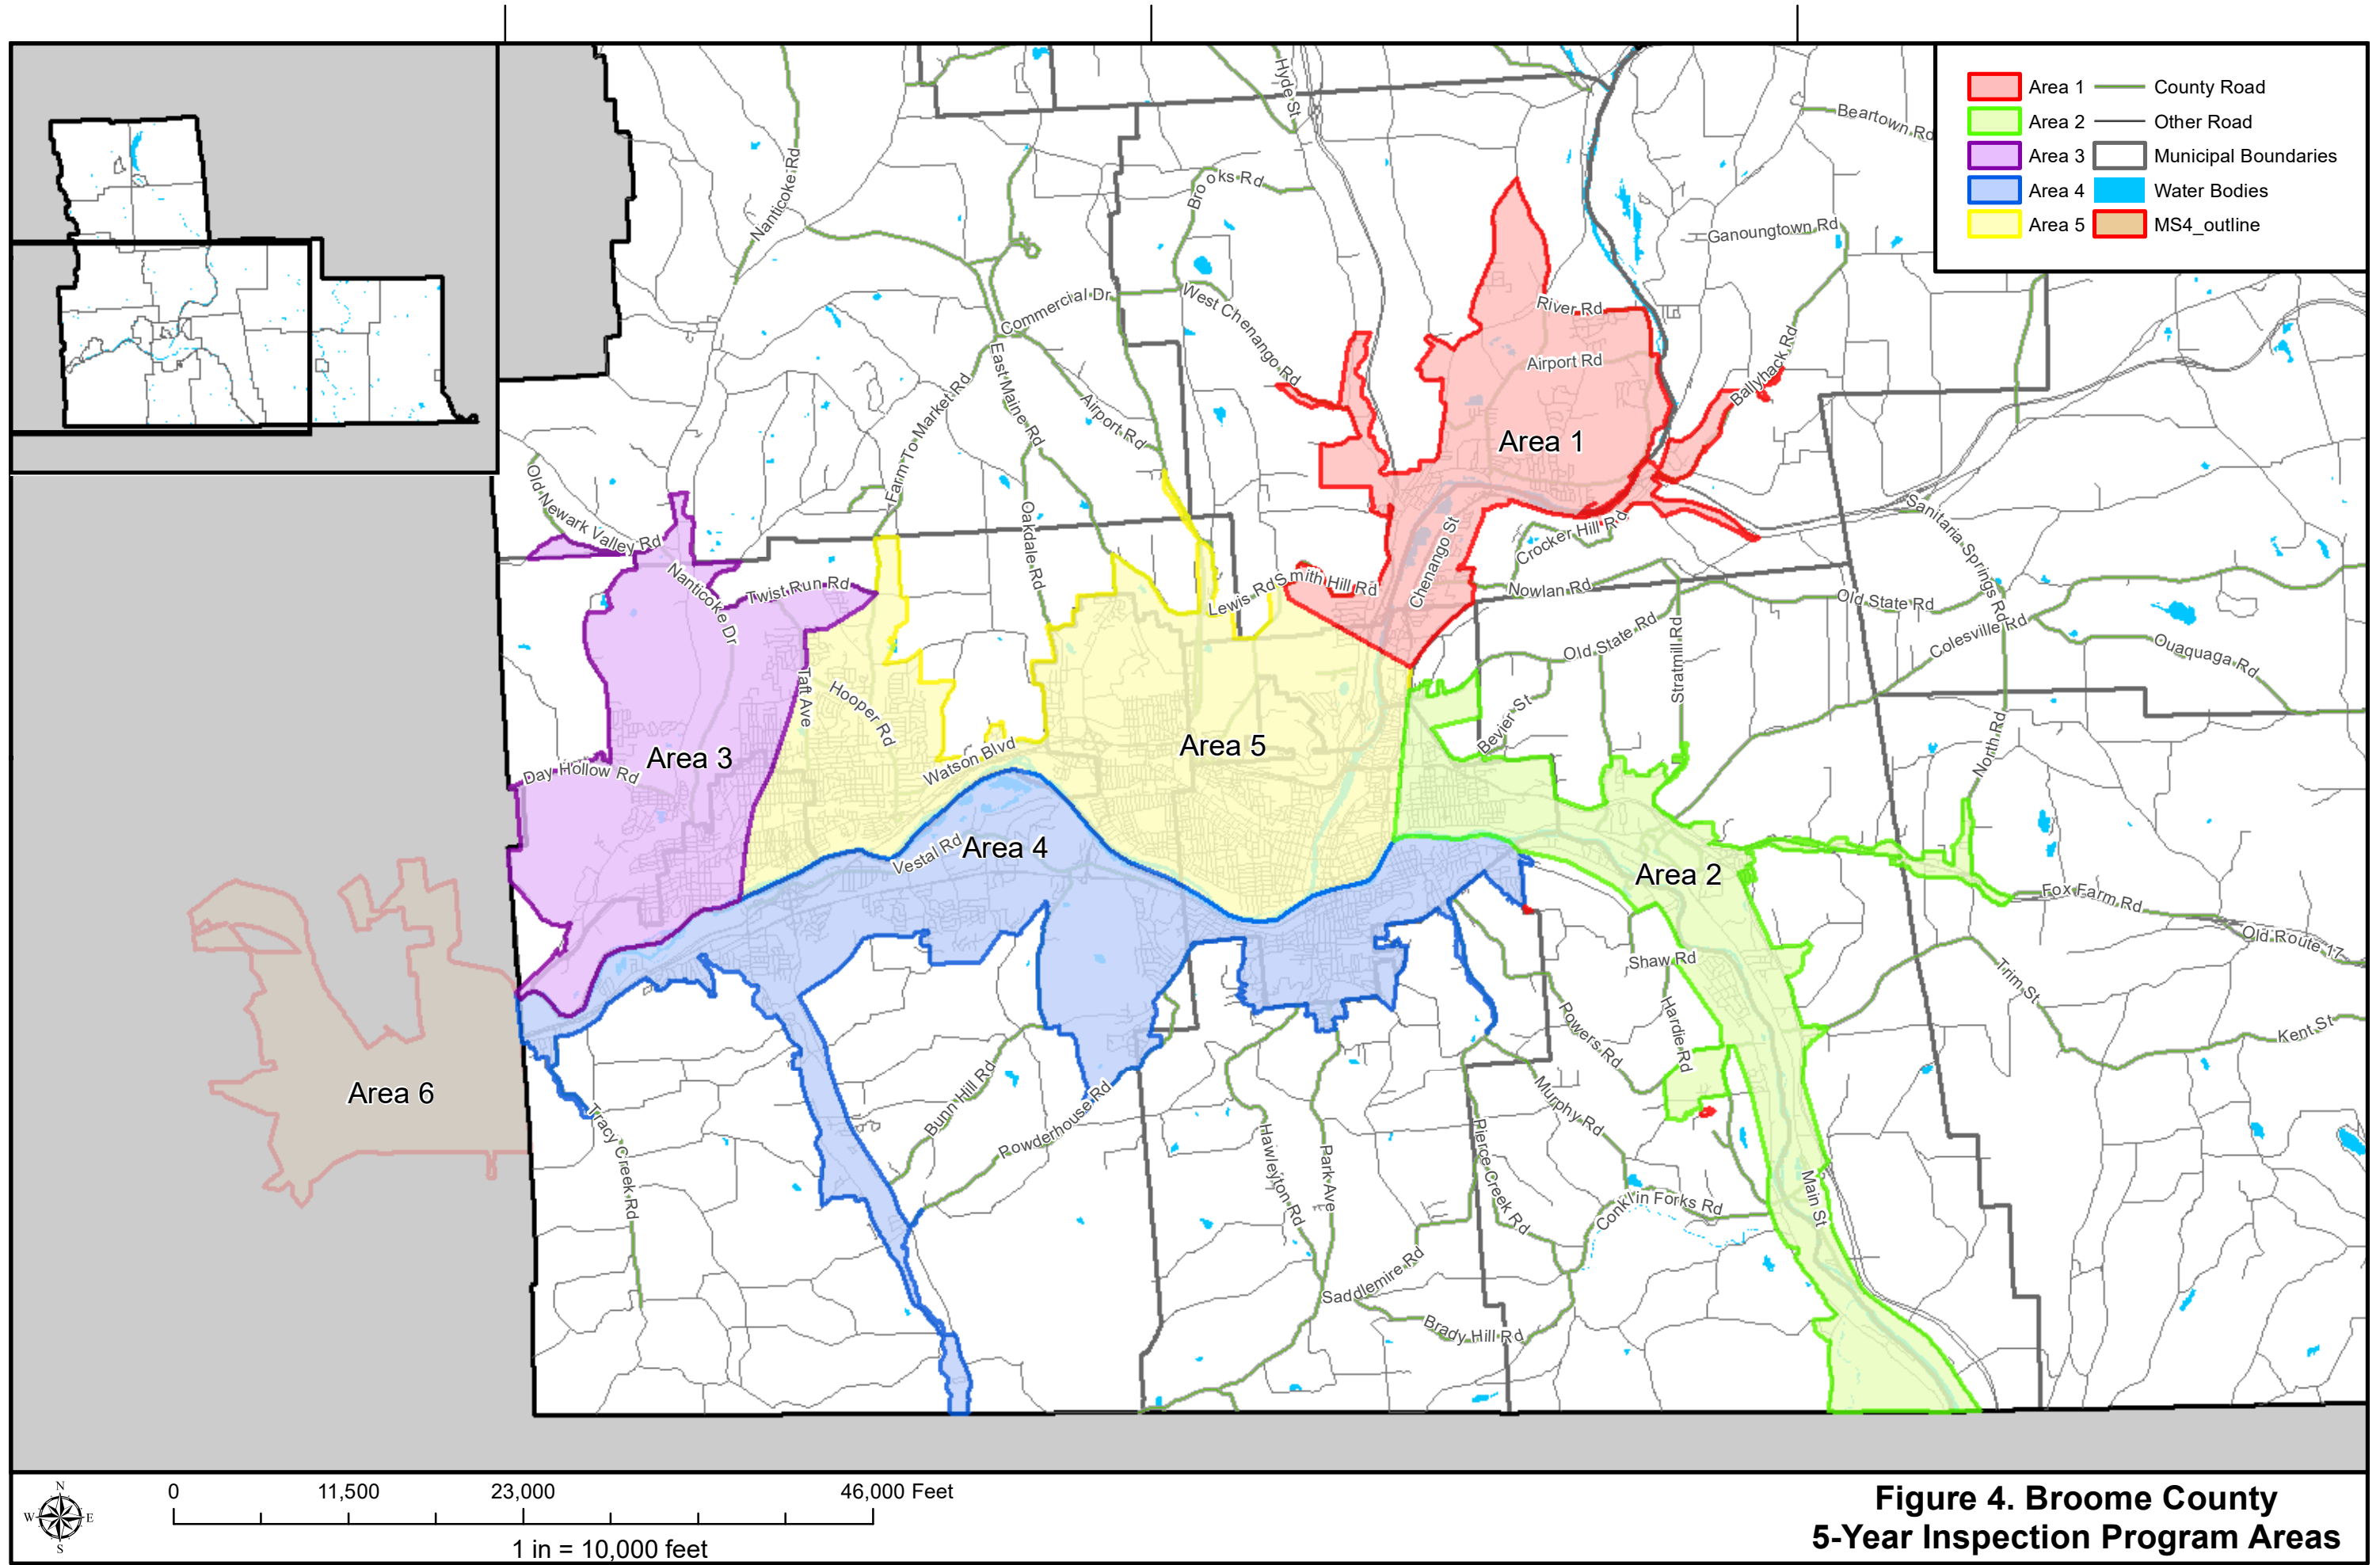 Area 1
County Road
Area 2
Other Road
Area 3
Municipal Boundaries
Area 4
Water Bodies
Area 5
MS4_outline
Hyde St
Beartown Rd
Nanticoke Rd
Brooks Rd
Ganoungtown Rd
Commercial Dr
West Chenango Rd
River Rd
Airport Rd
Ballyhack Rd
East Maine Rd
Farm To Market Rd
Airport Rd
Area 1
Old Newark Valley Rd
Oakdale Rd
Sanitaria Springs Rd
Crocker Hill Rd
Chenango St
Nanticoke Dr
Twist Run Rd
Lewis Rd
Smith Hill Rd
Nowlan Rd
Old State Rd
Old State Rd
Colesville Rd
Ouaquaga Rd
Stratmill Rd
Taft Ave
Hooper Rd
Bevier St
North Rd
Area 3
Area 5
Watson Blvd
Day Hollow Rd
Vestal Rd
Area 4
Area 2
Fox Farm Rd
Old Route 17
Shaw Rd
Trim St
Hardie Rd
Powers Rd
Kent St
Area 6
Bunn Hill Rd
Powderhouse Rd
Murphy Rd
Tracy Creek Rd
Hawleyton Rd
Park Ave
Pierce Creek Rd
Conklin Forks Rd
Main St
Saddlemire Rd
Brady Hill Rd
N
W E
S
0 11,500 23,000 46,000 Feet
1 in = 10,000 feet
Figure 4. Broome County
5-Year Inspection Program Areas